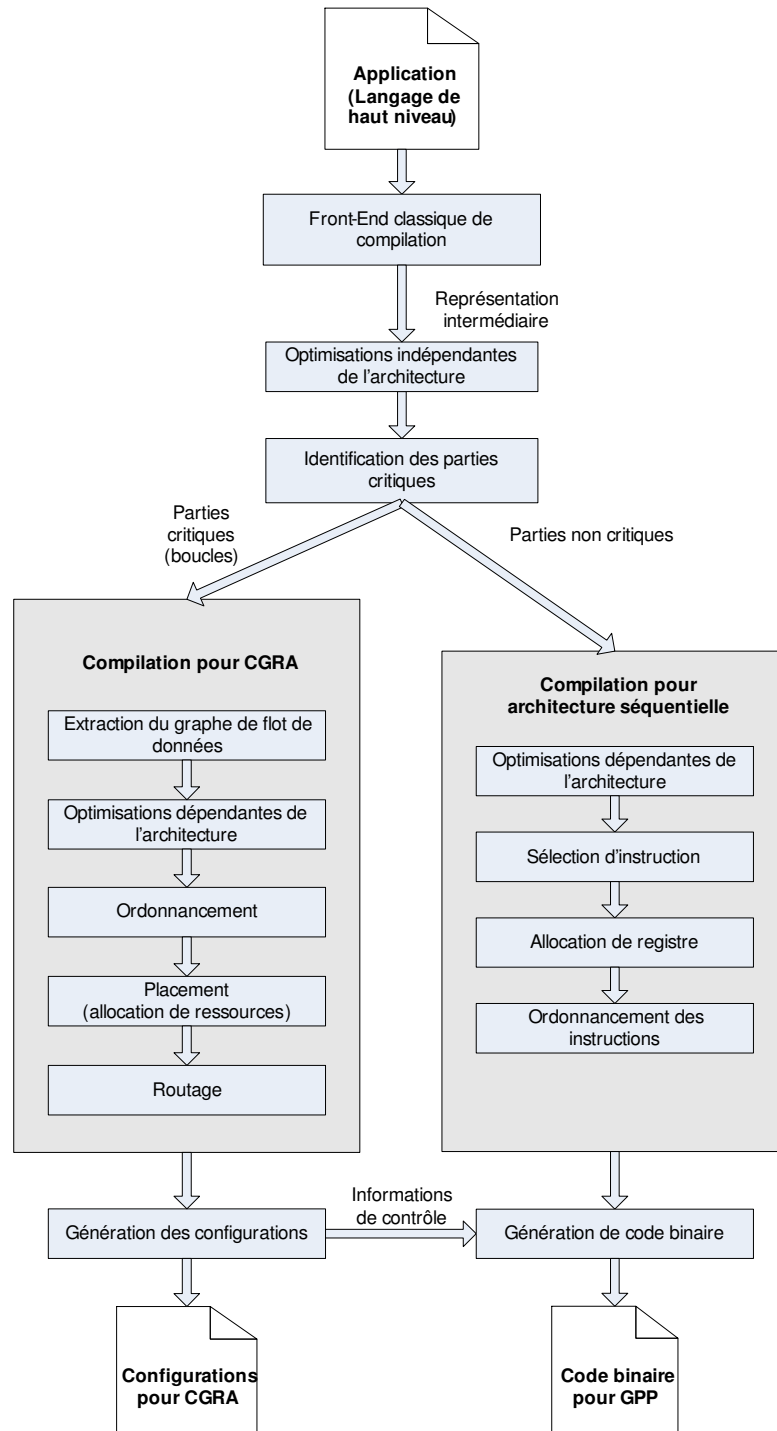 Application
(Langage de
haut niveau)
Front-End classique de
compilation
Représentation
intermédiaire
Optimisations indépendantes
de l'architecture
Identification des parties
critiques
Parties
critiques
(boucles)
Parties non critiques
Compilation pour CGRA
Extraction du graphe de flot de
données
Optimisations dépendantes de
l'architecture
Ordonnancement
Placement
(allocation de ressources)
Routage
Compilation pour
architecture séquentielle
Optimisations dépendantes de
l'architecture
Sélection d'instruction
Allocation de registre
Ordonnancement des
instructions
Génération des configurations
Informations
de contrôle
Génération de code binaire
Configurations
pour CGRA
Code binaire
pour GPP